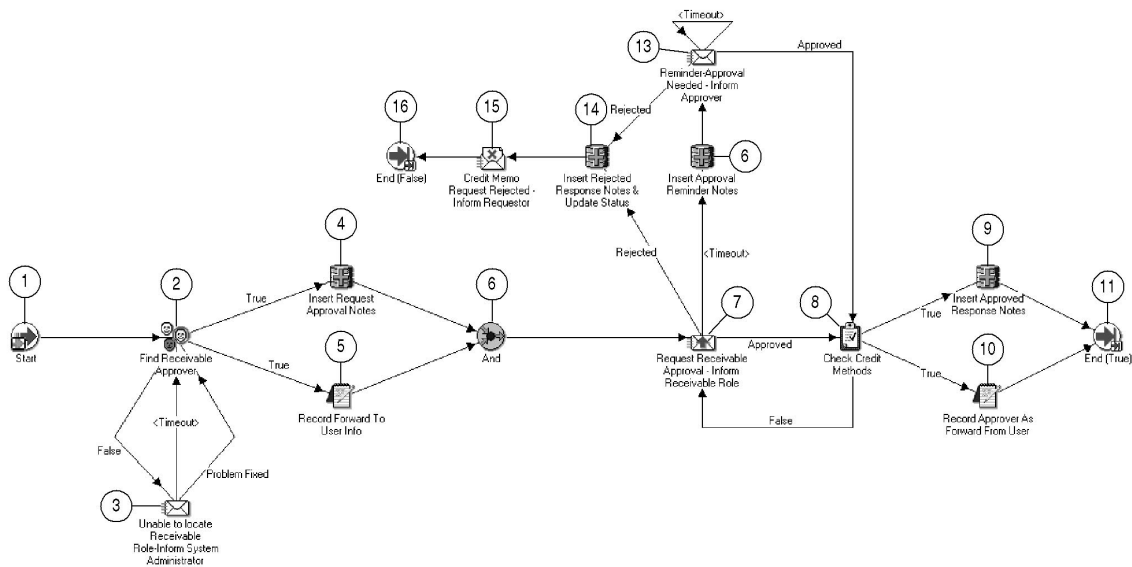 <Timeout>
13
Approved
Reminder-Approval
Needed - Inform
Approver
16
15
14
Rejected
6
End (False)
Credit Memo
Request Rejected -
Inform Requestor
Insert Rejected
Response Notes &
Update Status
Insert Approval
Reminder Notes
4
9
1
2
6
7
8
11
Rejected
<Timeout>
True
Insert Request
Approval Notes
True
Insert Approved
Response Notes
Start
Find Receivable
Approver
And
Request Receivable
Approval - Inform
Receivable Role
Approved
Check Credit
Methods
End (True)
5
10
True
True
Record Forward To
User Info
False
Record Approver As
Forward From User
<Timeout>
False
Problem Fixed
3
Unable to locate
Receivable
Role-Inform System
Administrator